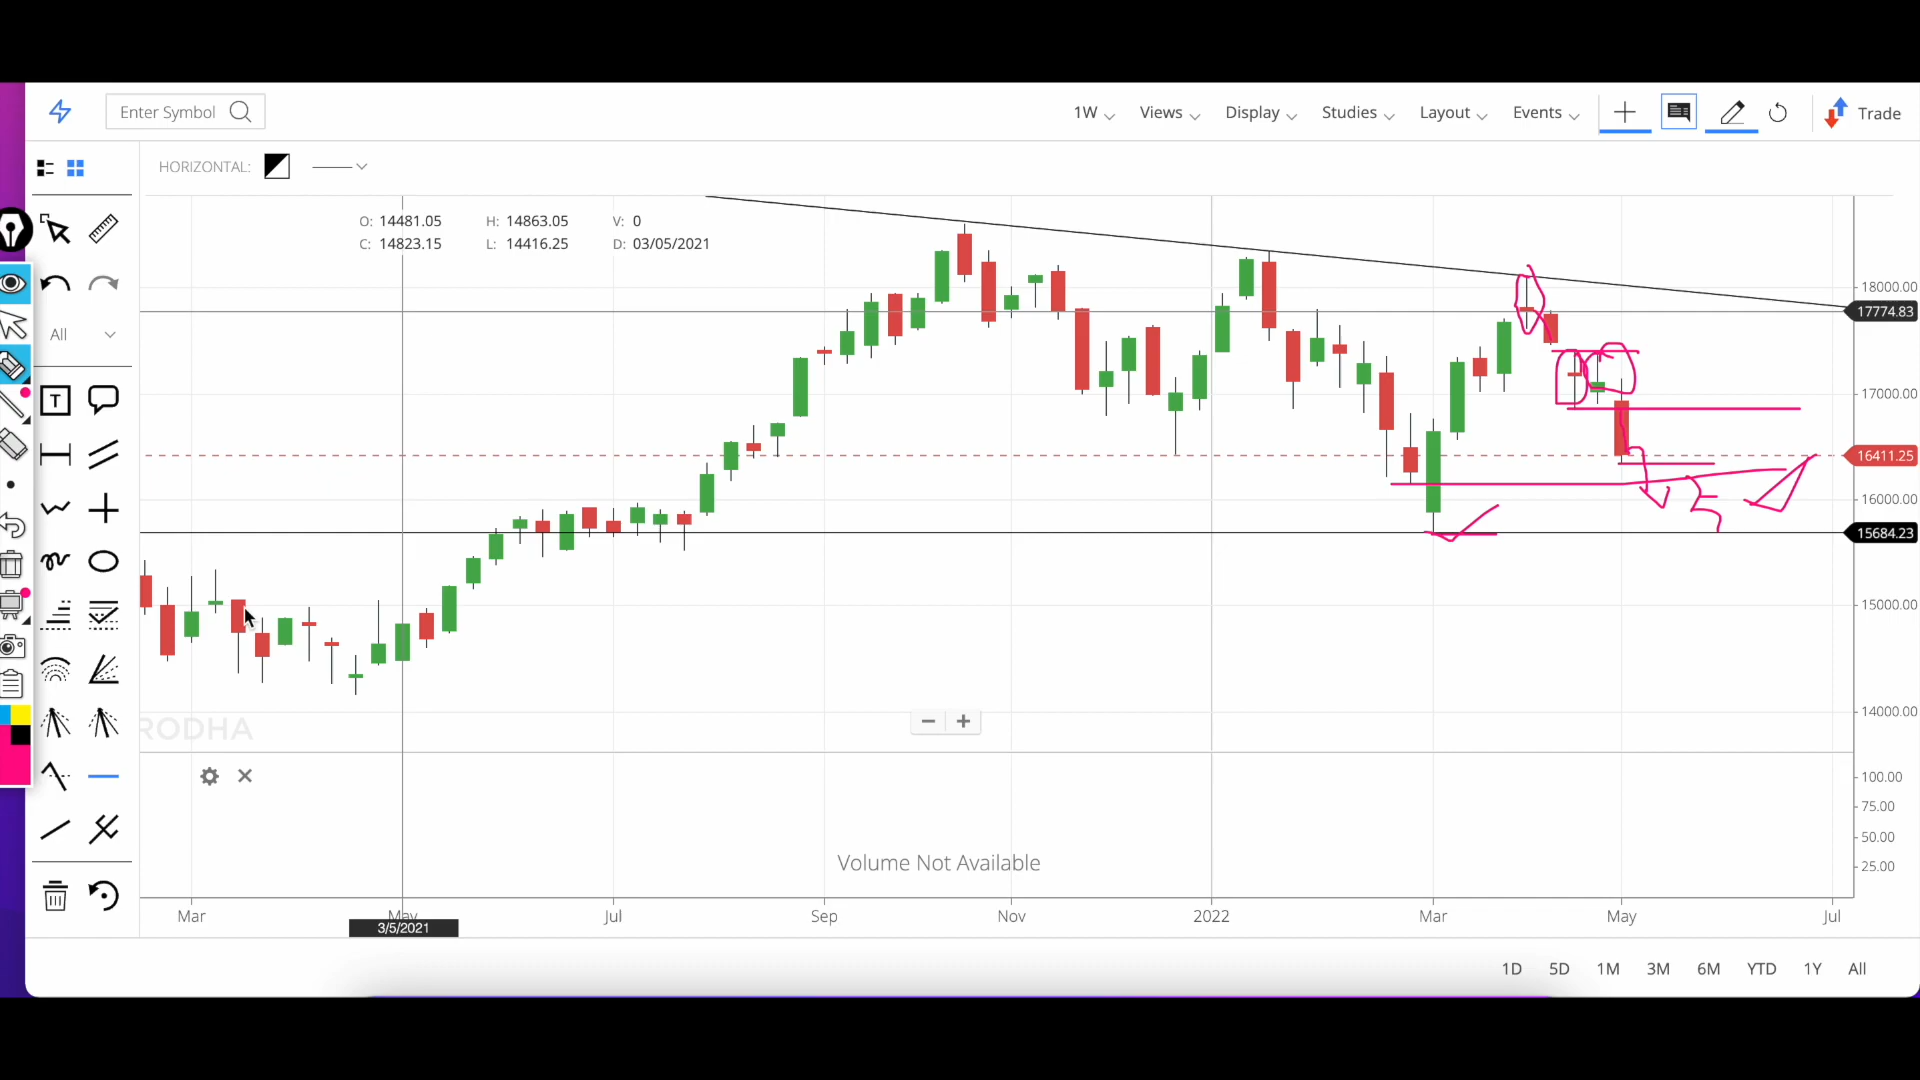 Enter Symbol
1W
Views
Display
Studies
Layout
Events
Trade
HORIZONTAL:
O: 14481.05 H: 14863.05 V: 0
C: 14823.15 L: 14416.25 D: 03/05/2021
All
T
18000.00
17774.83
17000.00
16411.25
16000.00
15684.23
15000.00
14000.00
5
RODHA
100.00
75.00
50.00
25.00
Volume Not Available
Mar May Jul Sep Nov 2022 Mar May Jul
3/5/2021
1D 5D 1M 3M 6M YTD 1Y All